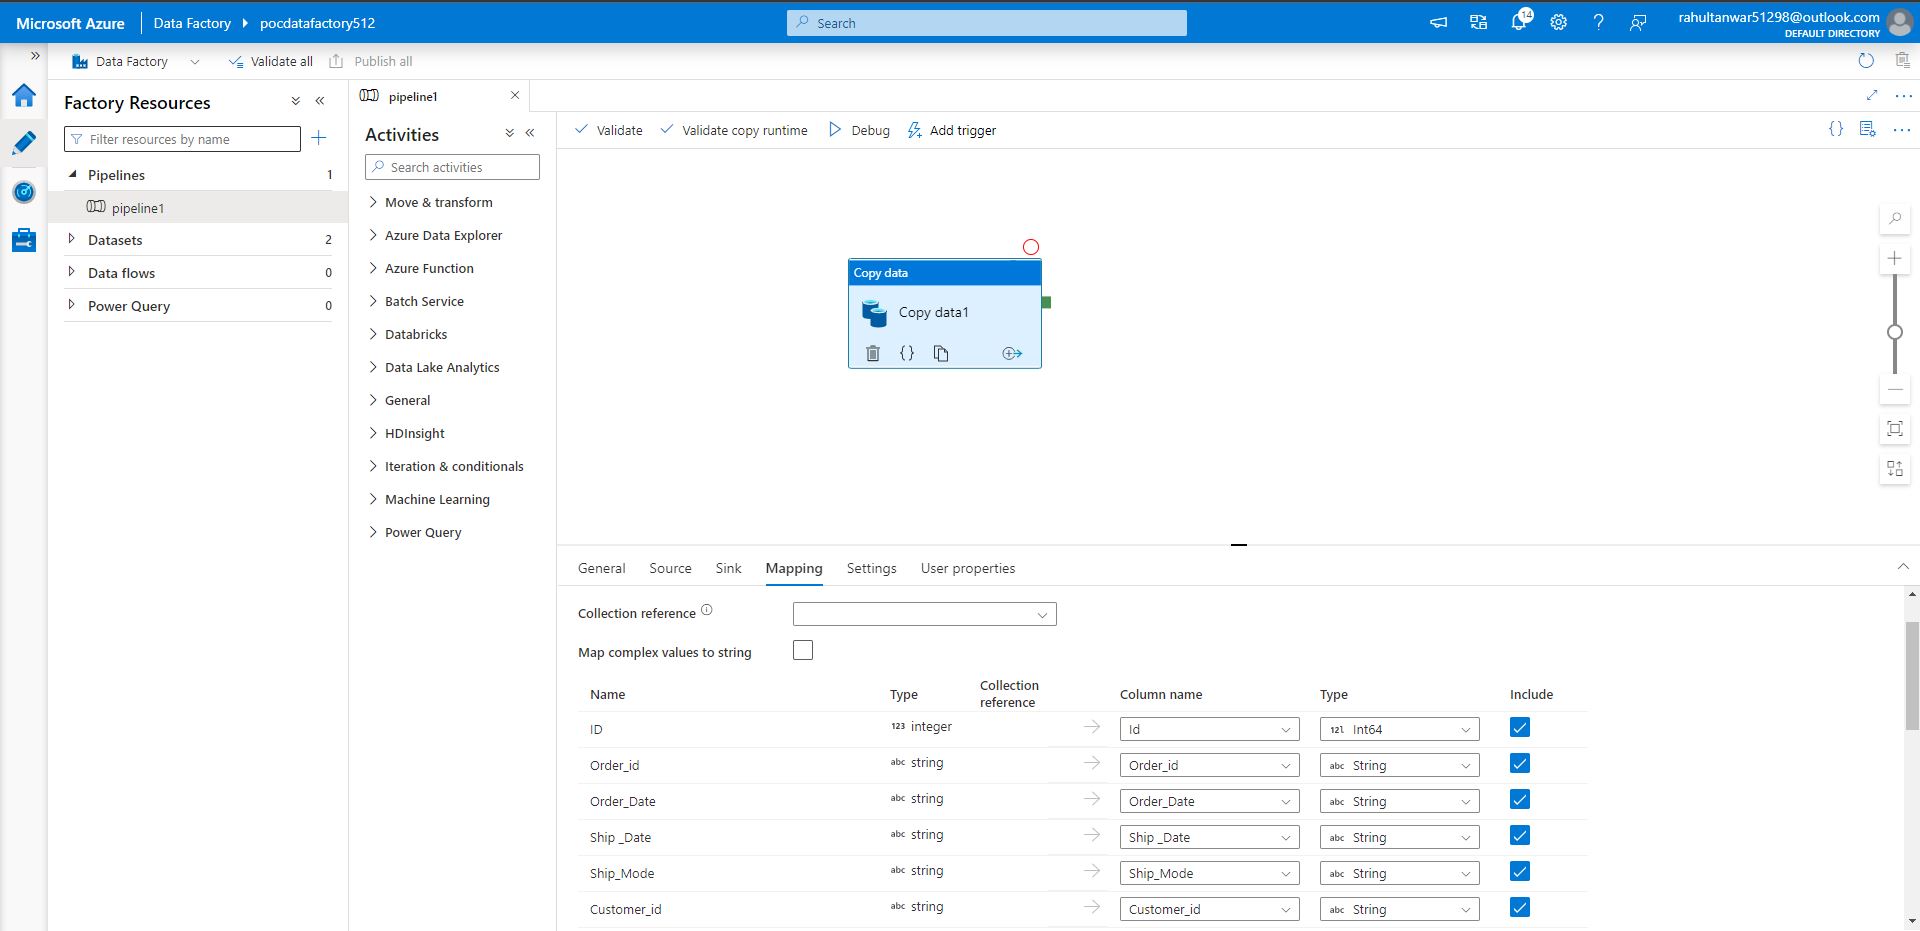 Microsoft Azure Data Factory pocdatafactory512 Search 14 rahultanwar51298@outlook.com
DEFAULT DIRECTORY
Data Factory Validate all Publish all
Factory Resources
Filter resources by name
Pipelines 1
pipeline1
Datasets 2
Data flows 0
Power Query 0
pipeline1
Activities
Search activities
Move & transform
Azure Data Explorer
Azure Function
Batch Service
Databricks
Data Lake Analytics
General
HDInsight
Iteration & conditionals
Machine Learning
Power Query
Validate Validate copy runtime Debug Add trigger
Copy data
Copy data1
General Source Sink Mapping Settings User properties
Collection reference
Map complex values to string
Name Type Collection reference Column name Type Include
ID 123 integer Id 12l Int64
Order_id abc string Order_id abc String
Order_Date abc string Order_Date abc String
Ship _Date abc string Ship _Date abc String
Ship_Mode abc string Ship_Mode abc String
Customer_id abc string Customer_id abc String